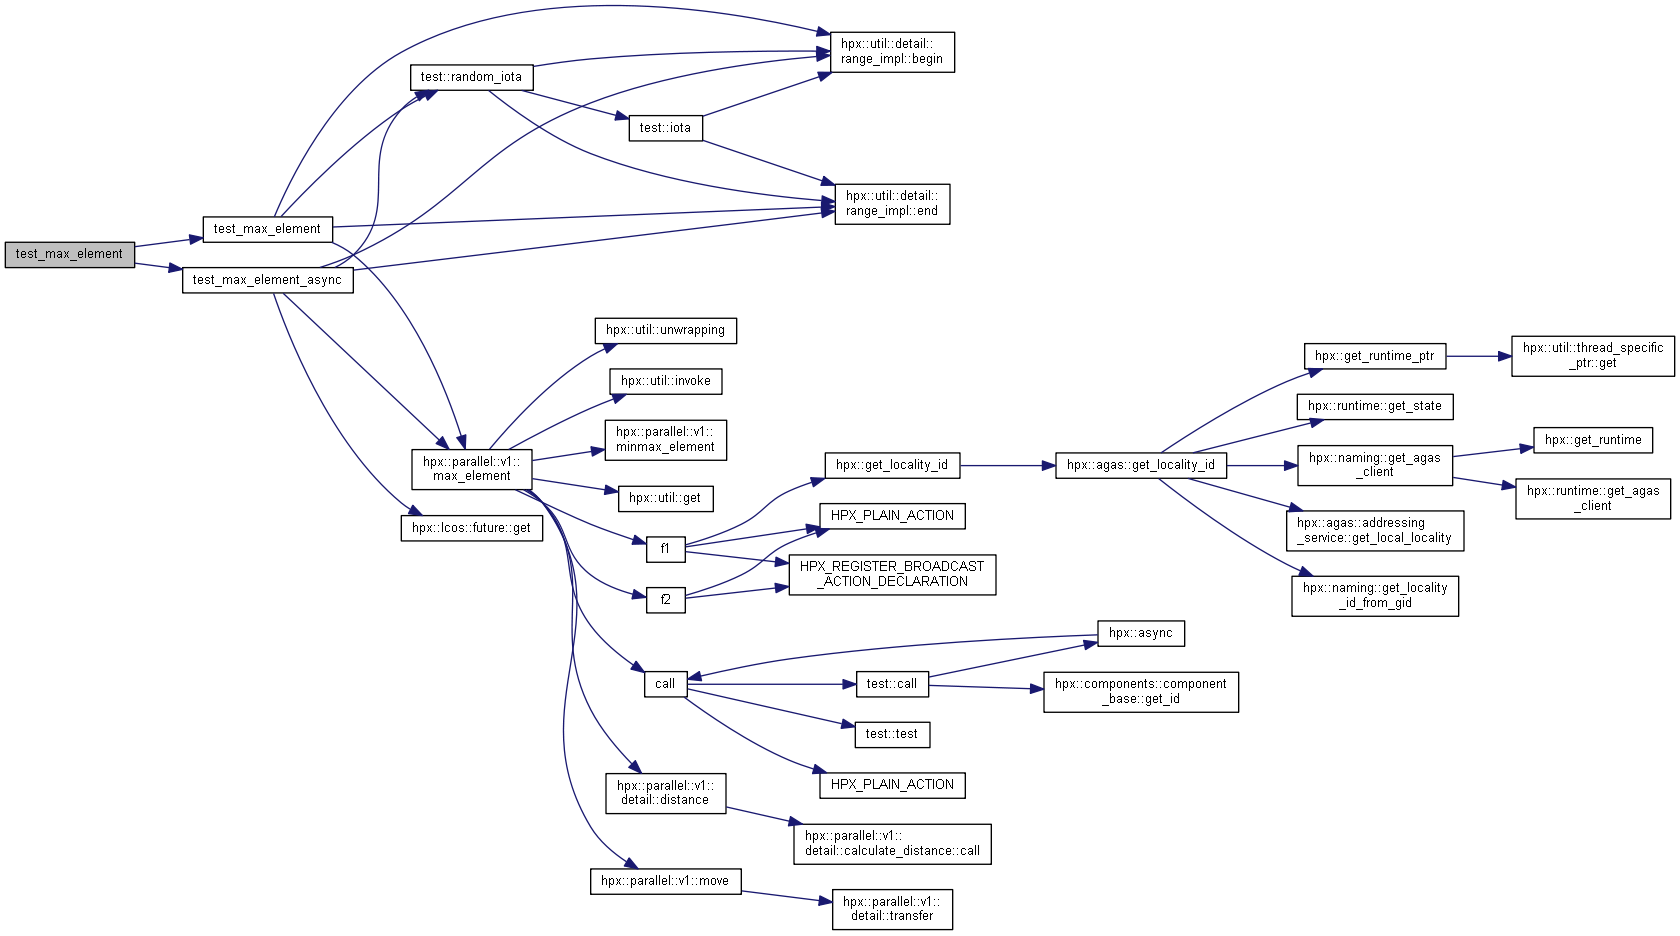 test_max_element
test_max_element
test_max_element_async
test::random_iota
test::iota
hpx::util::detail::
range_impl::begin
hpx::util::detail::
range_impl::end
hpx::parallel::v1::
max_element
hpx::lcos::future::get
hpx::util::unwrapping
hpx::util::invoke
hpx::parallel::v1::
minmax_element
hpx::util::get
f1
f2
call
hpx::parallel::v1::
detail::distance
hpx::parallel::v1::move
hpx::get_locality_id
HPX_PLAIN_ACTION
HPX_REGISTER_BROADCAST
_ACTION_DECLARATION
test::call
test::test
HPX_PLAIN_ACTION
hpx::parallel::v1::
detail::calculate_distance::call
hpx::parallel::v1::
detail::transfer
hpx::agas::get_locality_id
hpx::async
hpx::components::component
_base::get_id
hpx::get_runtime_ptr
hpx::runtime::get_state
hpx::naming::get_agas
_client
hpx::agas::addressing
_service::get_local_locality
hpx::naming::get_locality
_id_from_gid
hpx::util::thread_specific
_ptr::get
hpx::get_runtime
hpx::runtime::get_agas
_client